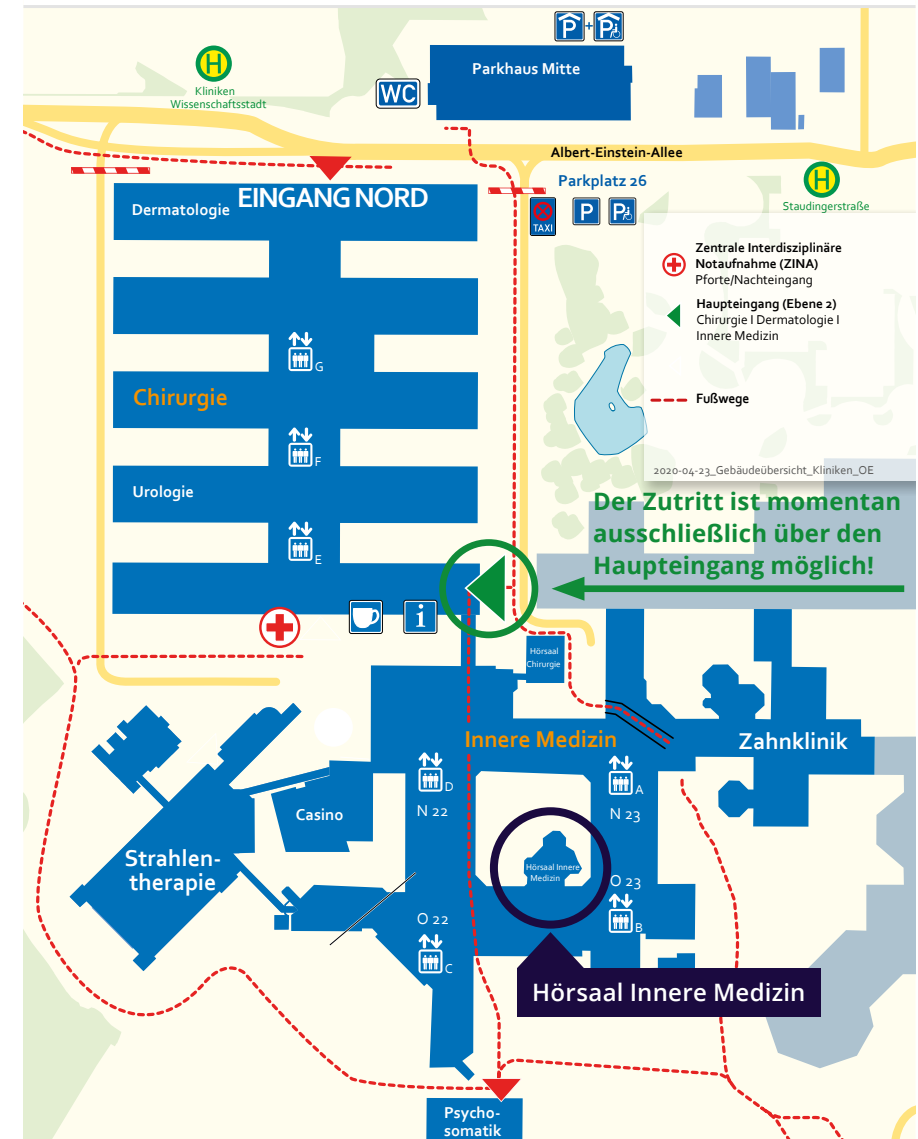 P
+
P
Parkhaus Mitte
WC
H
Kliniken
Wissenschaftsstadt
Albert-Einstein-Allee
Parkplatz 26
TAXI
P
P
H
Staudingerstraße
Dermatologie
EINGANG NORD
Zentrale Interdisziplinäre
Notaufnahme (ZINA)
Pforte/Nachteingang
Haupteingang (Ebene 2)
Chirurgie I Dermatologie I
Innere Medizin
Fußwege
2020-04-23_Gebäudeübersicht_Kliniken_OE
G
Chirurgie
F
Urologie
E
Der Zutritt ist momentan
ausschließlich über den
Haupteingang möglich!
i
Hörsaal
Chirurgie
Innere Medizin
Zahnklinik
D
N 22
A
N 23
Casino
Strahlen-
therapie
Hörsaal Innere
Medizin
O 23
B
O 22
C
Hörsaal Innere Medizin
Psycho-
somatik